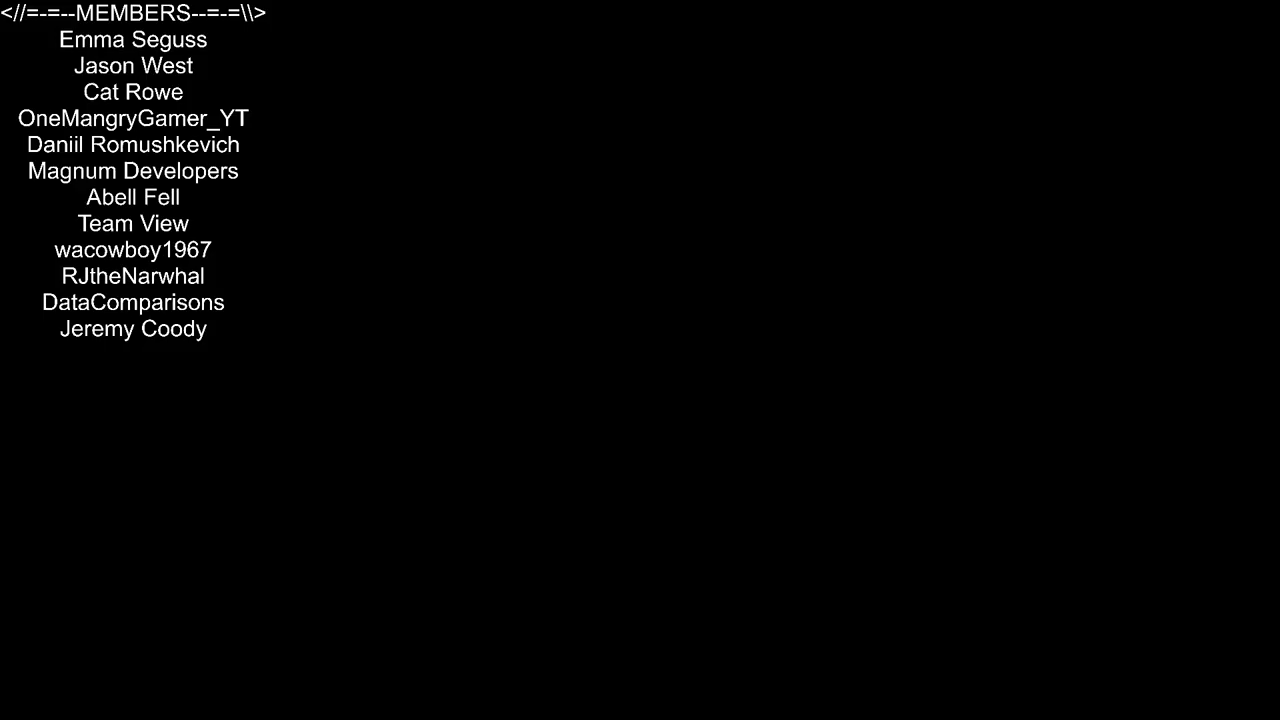 <//=-=--MEMBERS--=-=\\>
Emma Seguss
Jason West
Cat Rowe
OneMangryGamer_YT
Daniil Romushkevich
Magnum Developers
Abell Fell
Team View
wacowboy1967
RJtheNarwhal
DataComparisons
Jeremy Coody